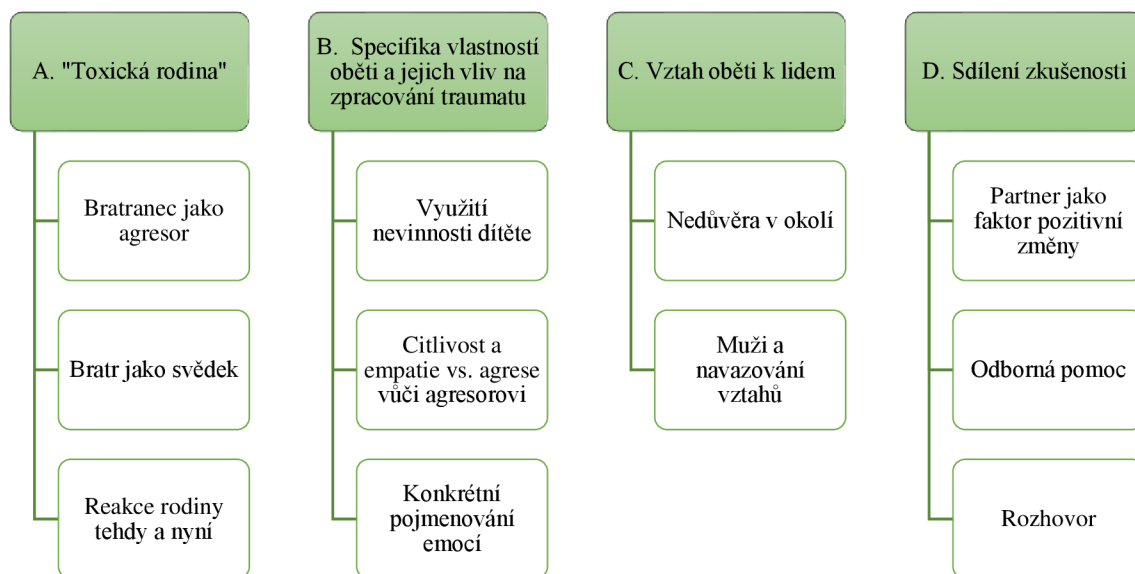 A. "Toxická rodina"
Bratranec jako
agresor
Bratr jako svědek
Reakce rodiny
tehdy a nyní
B. Specifika vlastností
oběti a jejich vliv na
zpracování traumatu
Využití
nevinnosti dítěte
Citlivost a
empatie vs. agrese
vůči agresorovi
Konkrétní
pojmenování
emocí
C. Vztah oběti k lidem
Nedůvěra v okolí
Muži a
navazování
vztahů
D. Sdílení zkušenosti
Partner jako
faktor pozitivní
změny
Odborná pomoc
Rozhovor